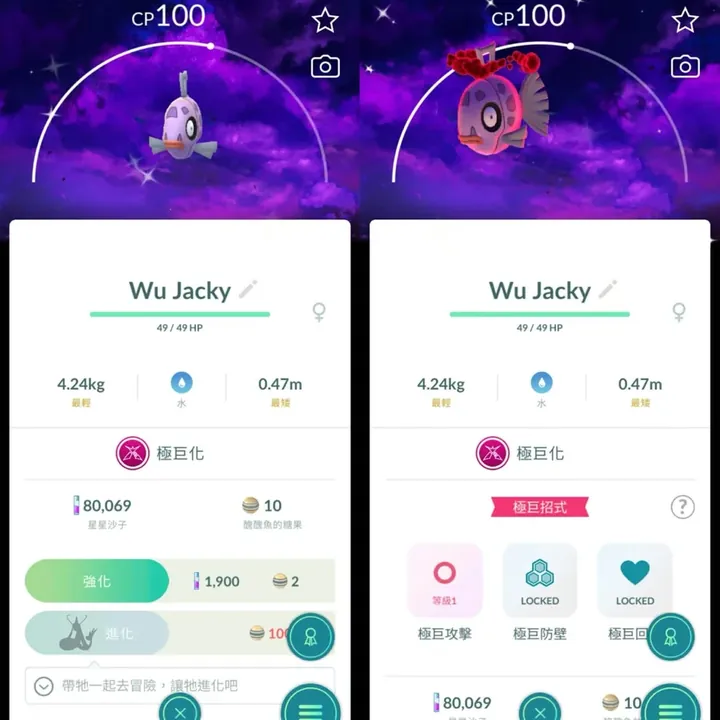 CP100
Wu Jacky
49 / 49 HP
4.24kg
最輕
水
0.47m
最矮
極巨化
80,069
星星沙子
10
醜醜魚的糖果
強化
1,900
2
進化
100
帶牠一起去冒險，讓牠進化吧
CP100
Wu Jacky
49 / 49 HP
4.24kg
最輕
水
0.47m
最矮
極巨化
極巨招式
?
等級1
LOCKED
LOCKED
極巨攻擊
極巨防壁
極巨回
80,069
10